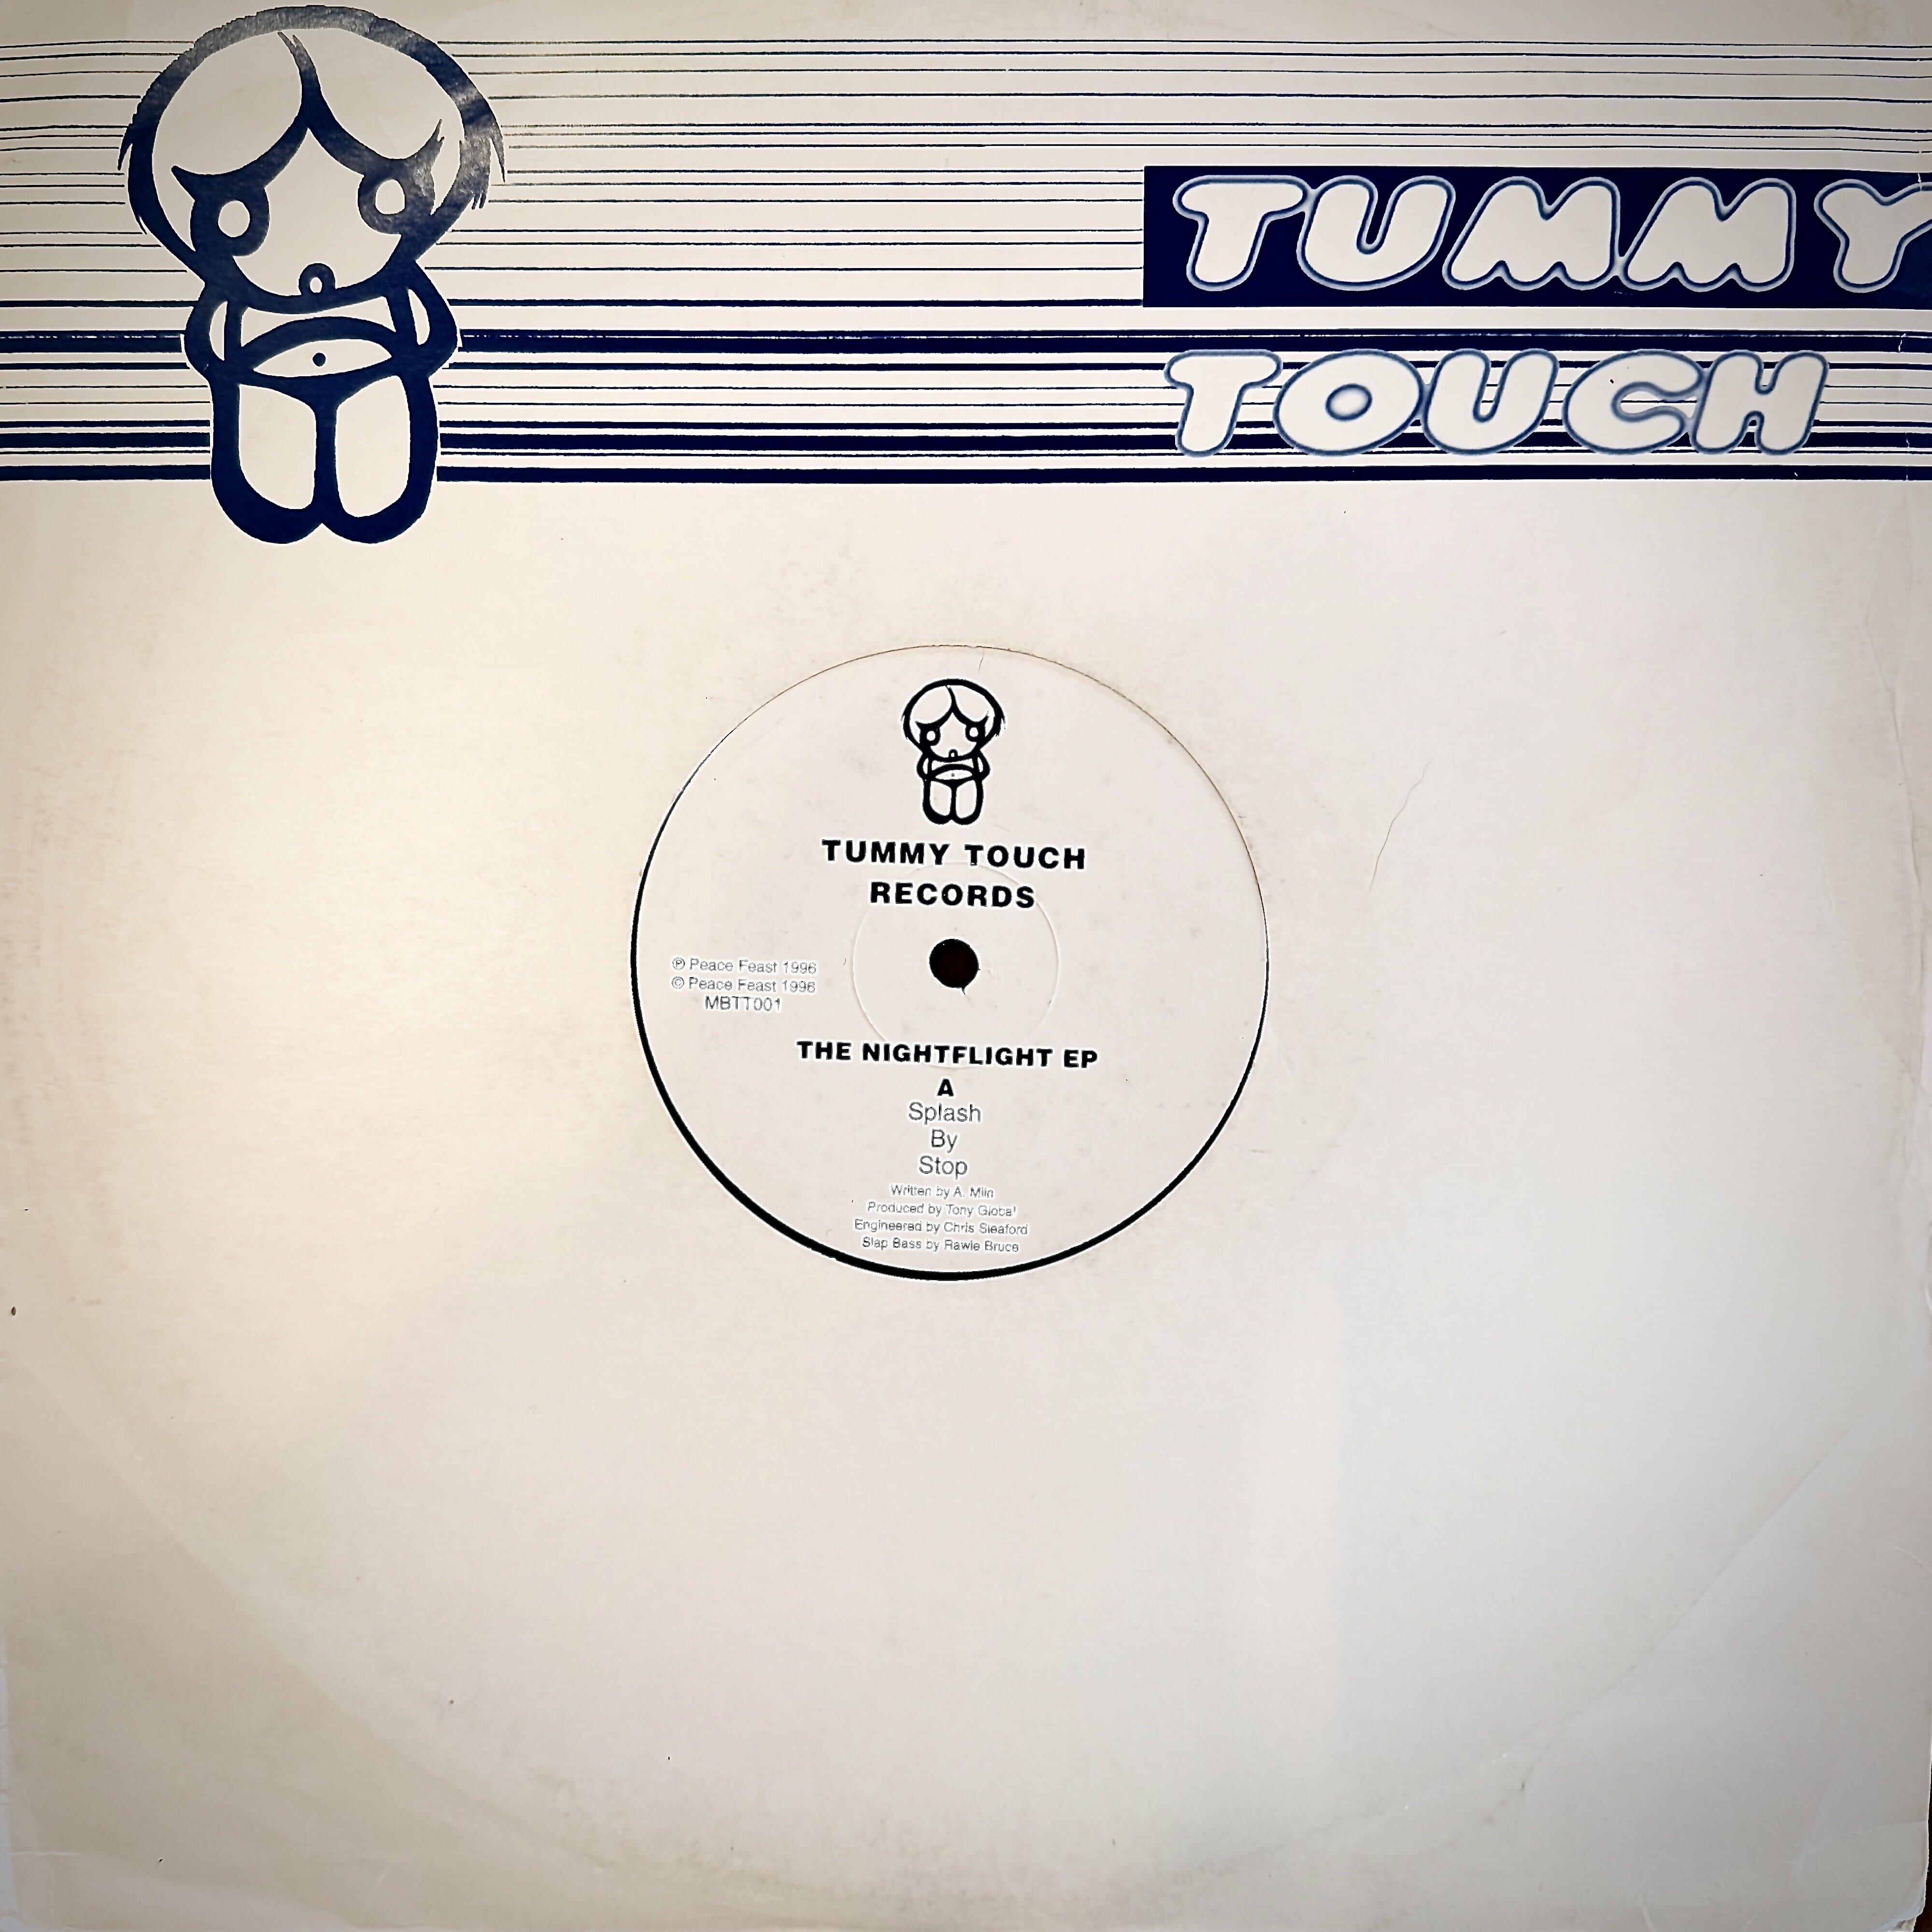 TUMMY
TOUCH
TUMMY TOUCH
RECORDS
℗ Peace Feast 1996
© Peace Feast 1996
MBTT001
THE NIGHTFLIGHT EP
A
Splash
By
Stop
Written by A. Miin
Produced by Tony Global
Engineered by Chris Sleaford
Slap Bass by Rawle Bruce